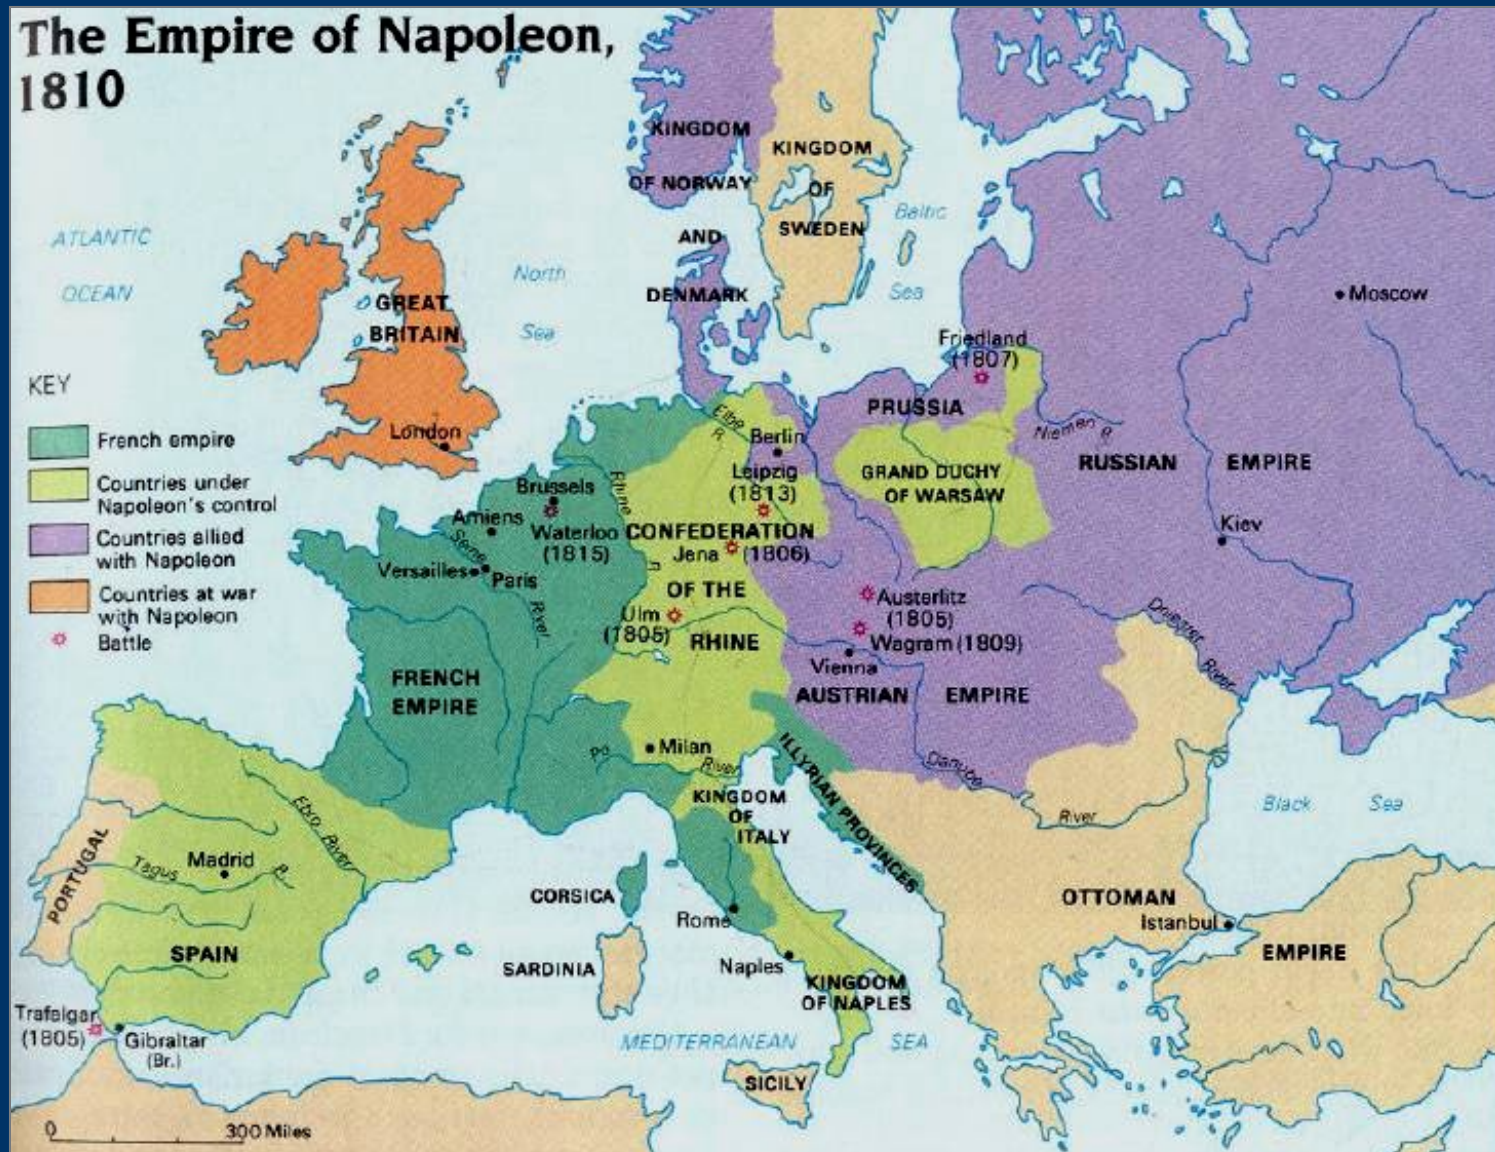 The Empire of Napoleon,
1810
ATLANTIC
OCEAN
North
Sea
Baltic
Sea
KINGDOM
OF NORWAY
AND
DENMARK
KINGDOM
OF
SWEDEN
GREAT
BRITAIN
London
Moscow
Friedland
(1807)
PRUSSIA
Niemen R.
RUSSIAN EMPIRE
GRAND DUCHY
OF WARSAW
Kiev
KEY
French empire
Countries under
Napoleon's control
Countries allied
with Napoleon
Countries at war
with Napoleon
Battle
Elbe
R.
Berlin
Leipzig
(1813)
Rhine
R
Brussels
Amiens
Waterloo
(1815)
Seine
River
Versailles
Paris
CONFEDERATION
OF THE
RHINE
Jena (1806)
Ulm
(1805)
Austerlitz
(1805)
Wagram (1809)
Vienna
AUSTRIAN EMPIRE
Dniester
River
FRENCH
EMPIRE
Milan
Po
River
ILLYRIAN PROVINCES
Danube
River
Black Sea
KINGDOM
OF
ITALY
Ebro River
Madrid
Tagus R.
PORTUGAL
SPAIN
CORSICA
Rome
SARDINIA
Naples
KINGDOM
OF NAPLES
OTTOMAN
EMPIRE
Istanbul
Trafalgar
(1805)
Gibraltar
(Br.)
MEDITERRANEAN SEA
SICILY
0 300 Miles